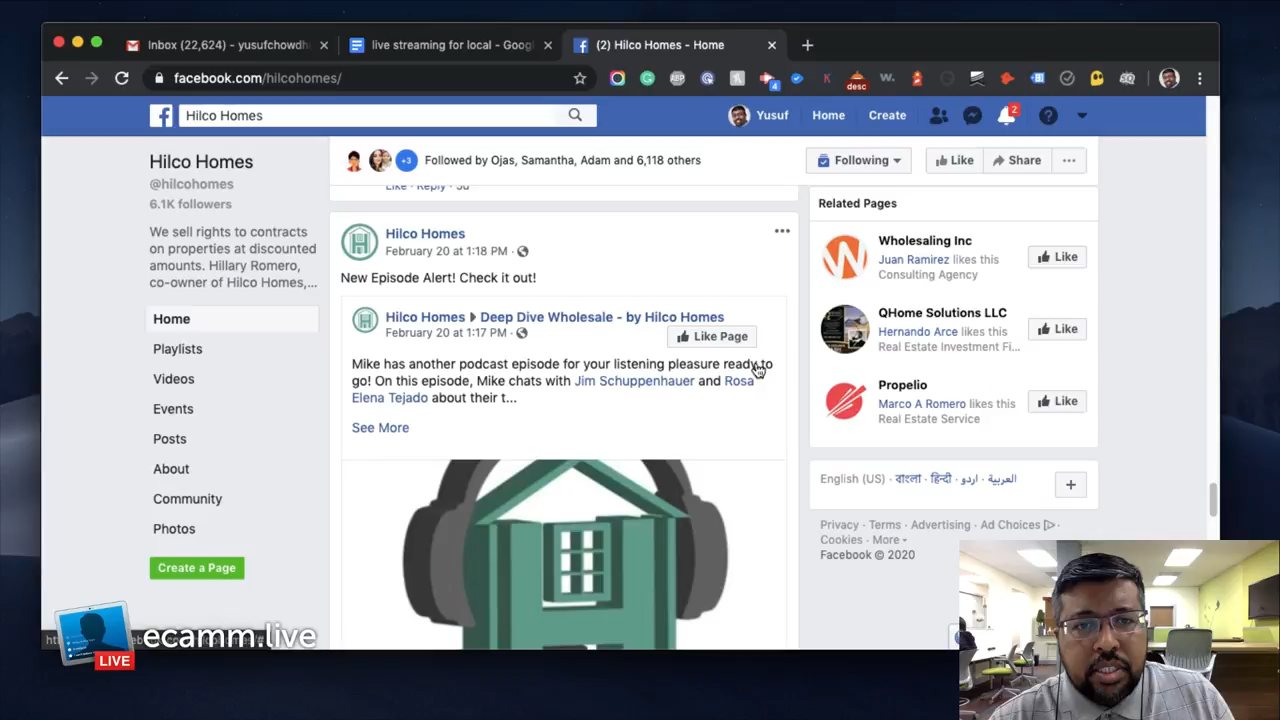 Inbox (22,624) - yusufchowdh
live streaming for local - Googl
(2) Hilco Homes - Home
facebook.com/hilcohomes/
ABP
4
K
desc
w.
Hilco Homes
Yusuf
Home
Create
2
Hilco Homes
@hilcohomes
6.1K followers
We sell rights to contracts
on properties at discounted
amounts. Hillary Romero,
co-owner of Hilco Homes,...
Home
Playlists
Videos
Events
Posts
About
Community
Photos
Create a Page
+3
Followed by Ojas, Samantha, Adam and 6,118 others
Following
Like
Share
Like · Reply · 5d
Hilco Homes
February 20 at 1:18 PM ·
New Episode Alert! Check it out!
Hilco Homes ▸ Deep Dive Wholesale - by Hilco Homes
February 20 at 1:17 PM ·
Like Page
Mike has another podcast episode for your listening pleasure ready to
go! On this episode, Mike chats with Jim Schuppenhauer and Rosa
Elena Tejado about their t...
See More
Related Pages
Wholesaling Inc
Juan Ramirez likes this
Consulting Agency
Like
QHome Solutions LLC
Hernando Arce likes this
Real Estate Investment Fi...
Like
Propelio
Marco A Romero likes this
Real Estate Service
Like
English (US) · বাংলা · हिन्दी · اردو · العربية
Privacy · Terms · Advertising · Ad Choices ·
Cookies · More
Facebook © 2020
ecamm.live
LIVE